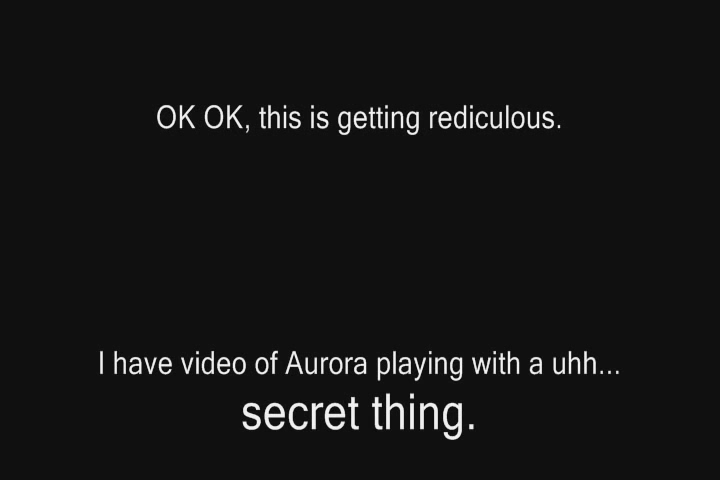 OK OK, this is getting rediculous.
I have video of Aurora playing with a uhh...
secret thing.